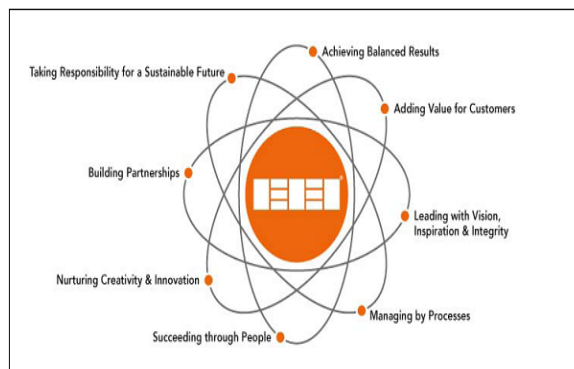 Achieving Balanced Results
Taking Responsibility for a Sustainable Future
Adding Value for Customers
Building Partnerships
Leading with Vision,
Inspiration & Integrity
Nurturing Creativity & Innovation
Managing by Processes
Succeeding through People